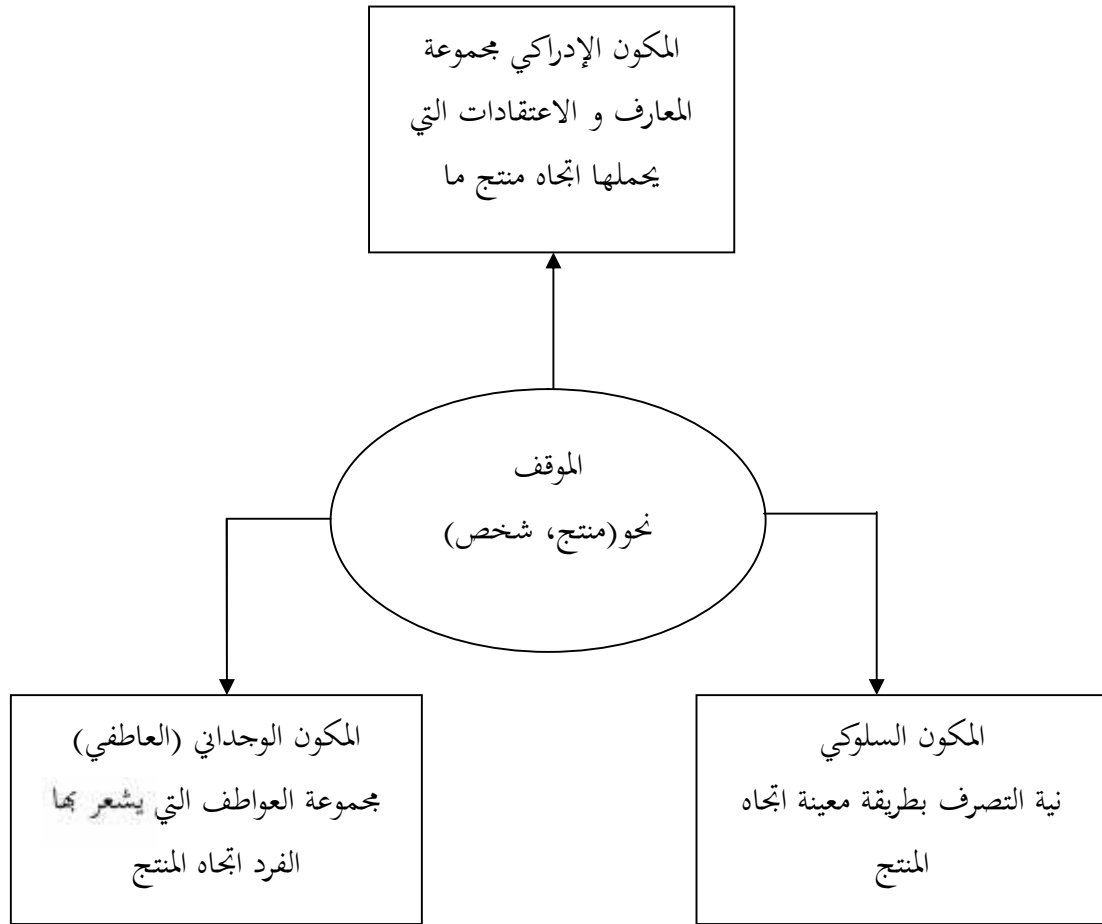 المكون الإدراكي مجموعة
المعارف و الاعتقادات التي
يحملها اتجاه منتج ما
الموقف
نحو(منتج، شخص)
المكون السلوكي
نية التصرف بطريقة معينة اتجاه
المنتج
المكون الوجداني (العاطفي)
مجموعة العواطف التي يشعر بها
الفرد اتجاه المنتج